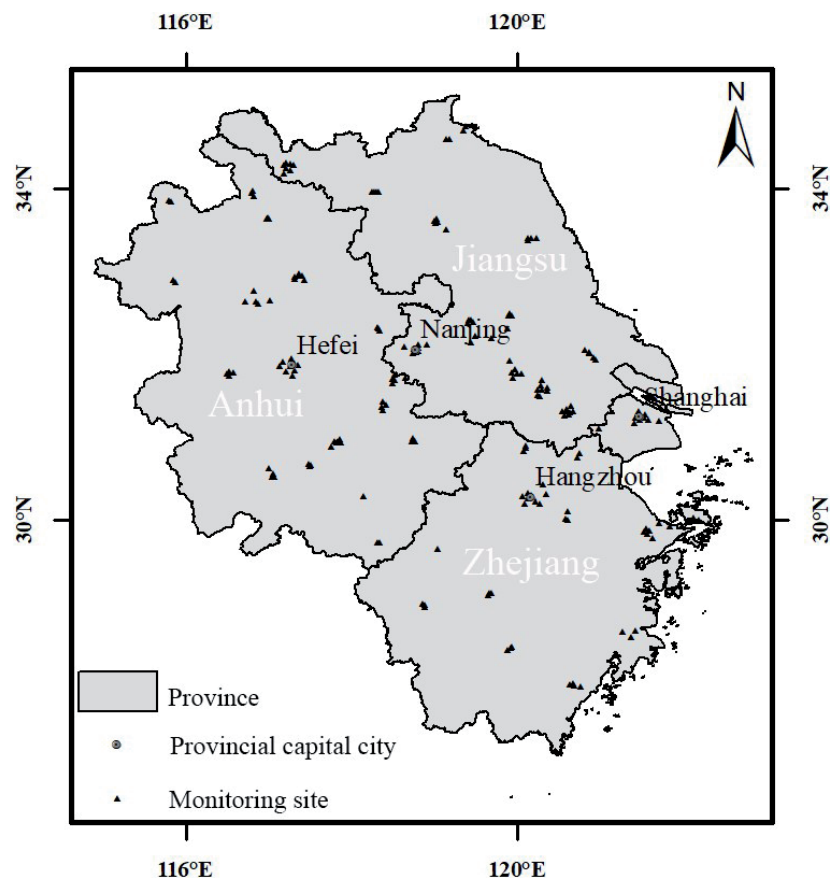 116°E
120°E
N
34°N
34°N
Jiangsu
Nanjing
Hefei
Anhui
Shanghai
Hangzhou
30°N
30°N
Zhejiang
Province
Provincial capital city
Monitoring site
116°E
120°E